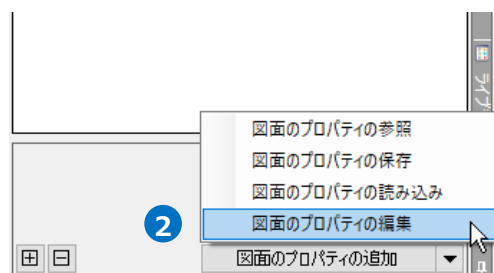 ライブ
図面のプロパティの参照
図面のプロパティの保存
図面のプロパティの読み込み
2
図面のプロパティの編集
図面のプロパティの追加